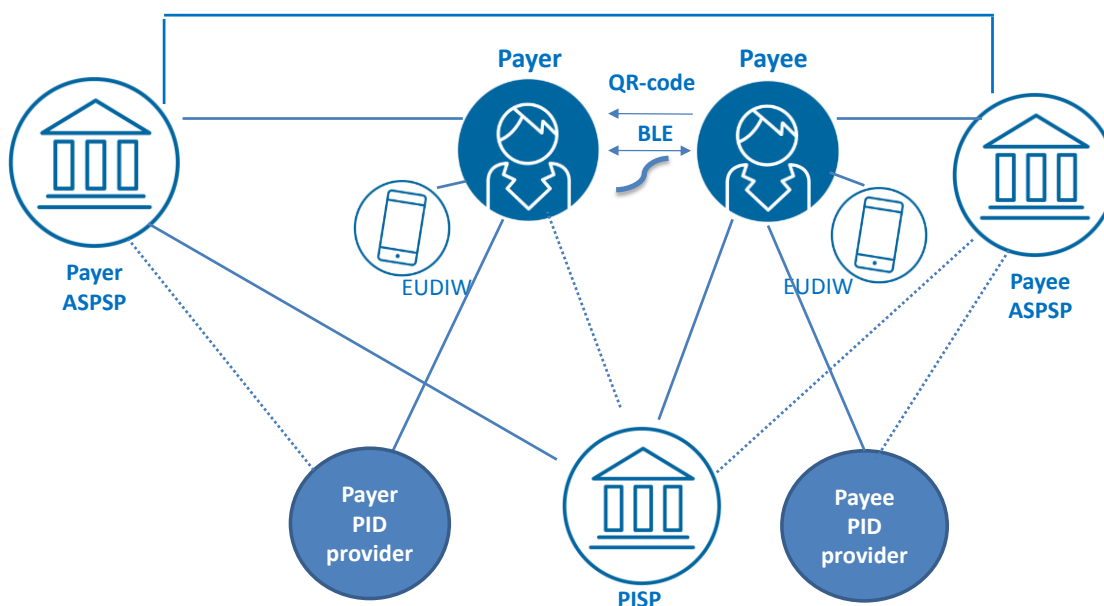 Payer
Payee
QR-code
BLE
EUDIW
EUDIW
Payer
ASPSP
Payee
ASPSP
Payer
PID
provider
Payee
PID
provider
PISP